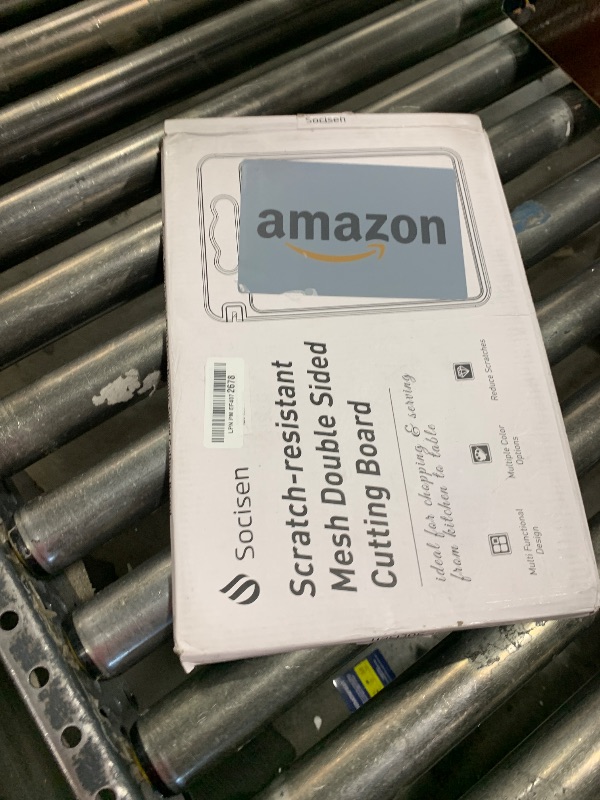 Socisen
amazon
Socisen
Scratch-resistant
Mesh Double Sided
Cutting Board
ideal for chopping & serving
from kitchen to table
Multi Functional
Design
Multiple Color
Options
Reduce Scratches
2678